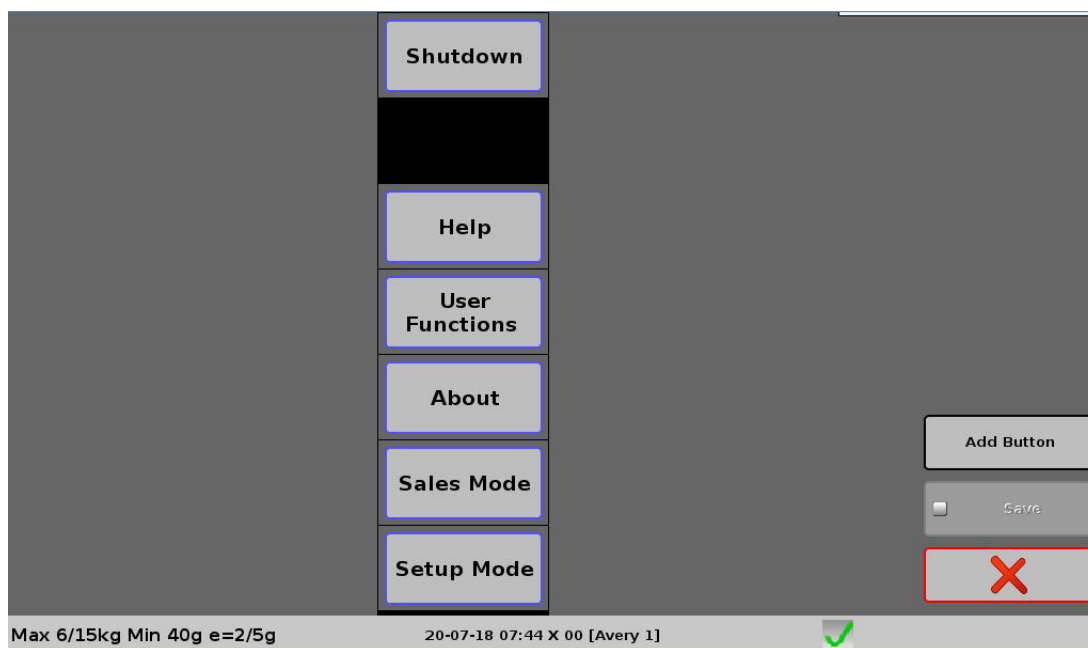 Shutdown
Help
User
Functions
About
Sales Mode
Setup Mode
Add Button
Save
Max 6/15kg Min 40g e=2/5g
20-07-18 07:44 X 00 [Avery 1]